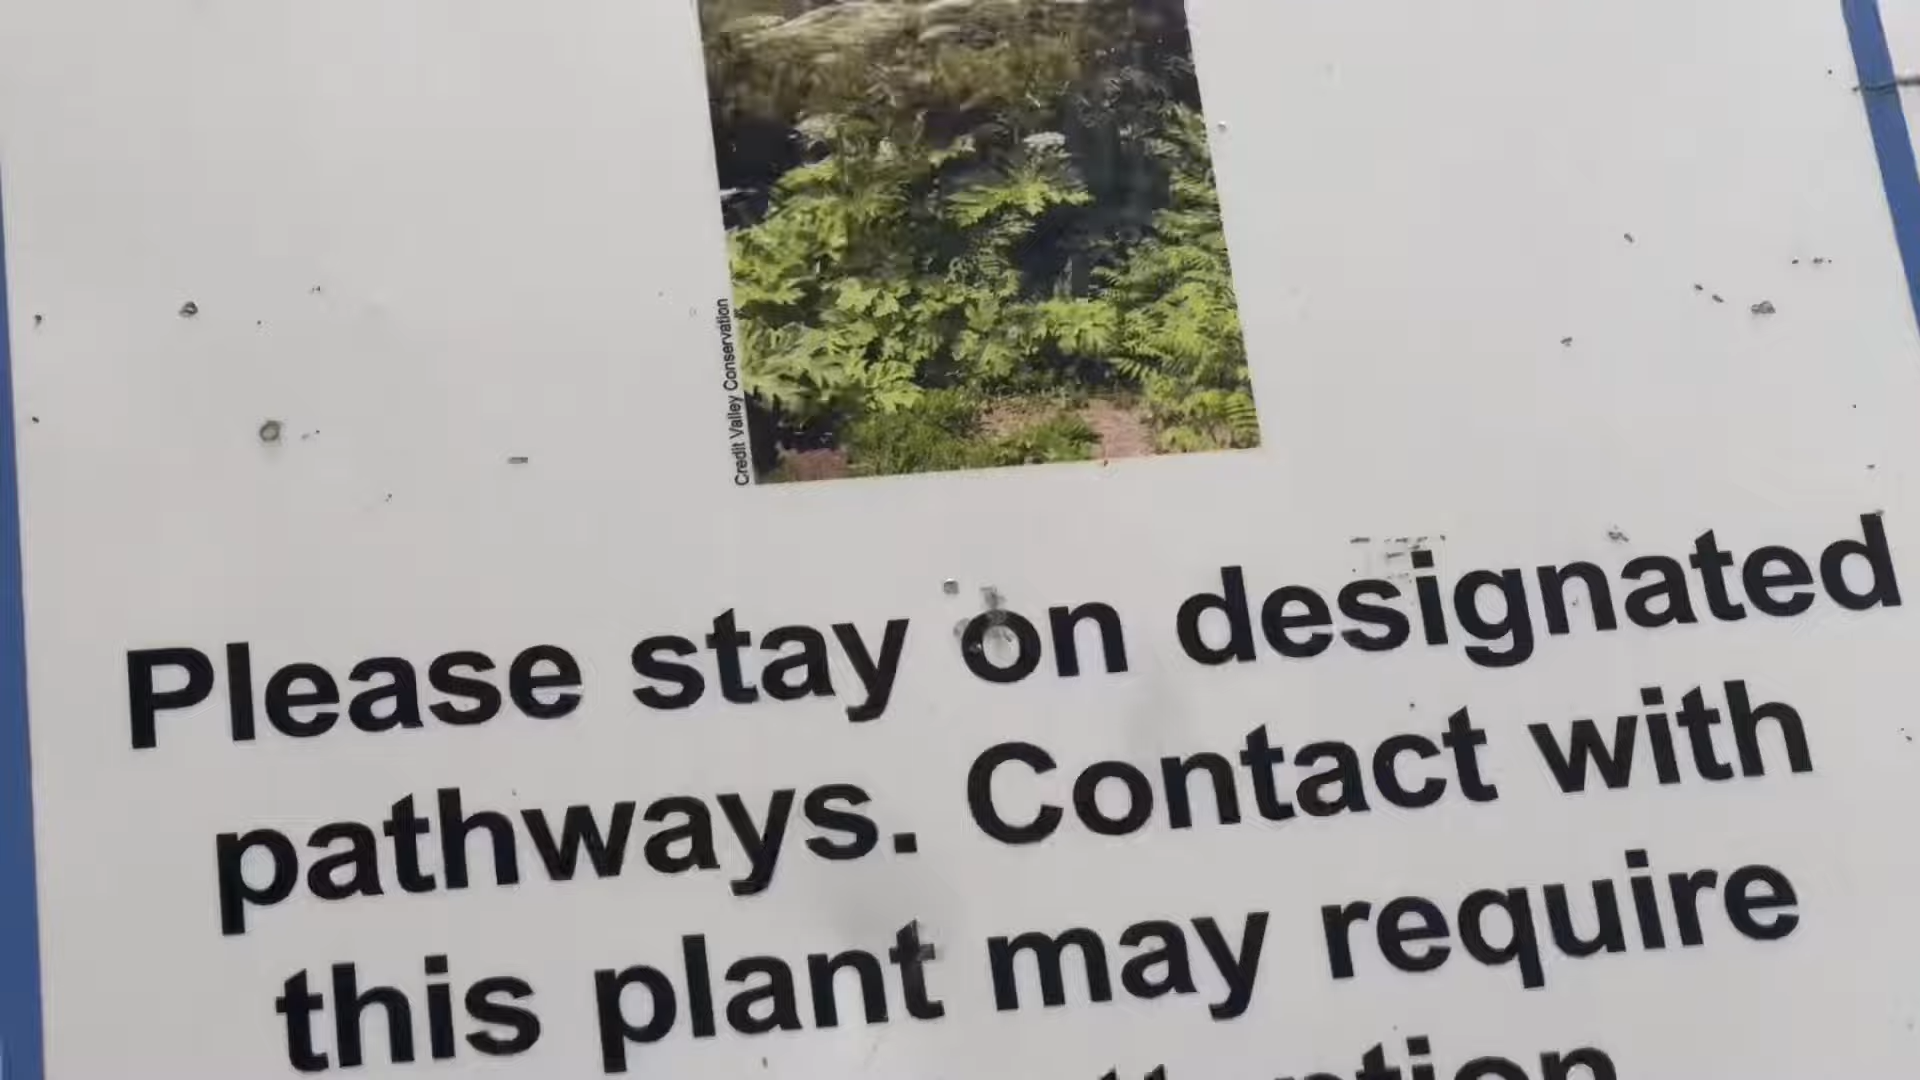 Credit Valley Conservation
Please stay on designated
pathways. Contact with
this plant may require